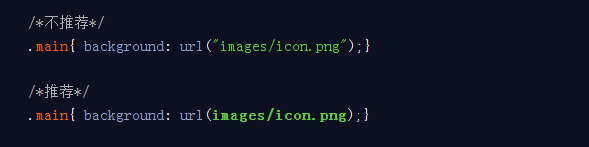 /*不推荐*/
.main{ background: url("images/icon.png");}
/*推荐*/
.main{ background: url(images/icon.png);}